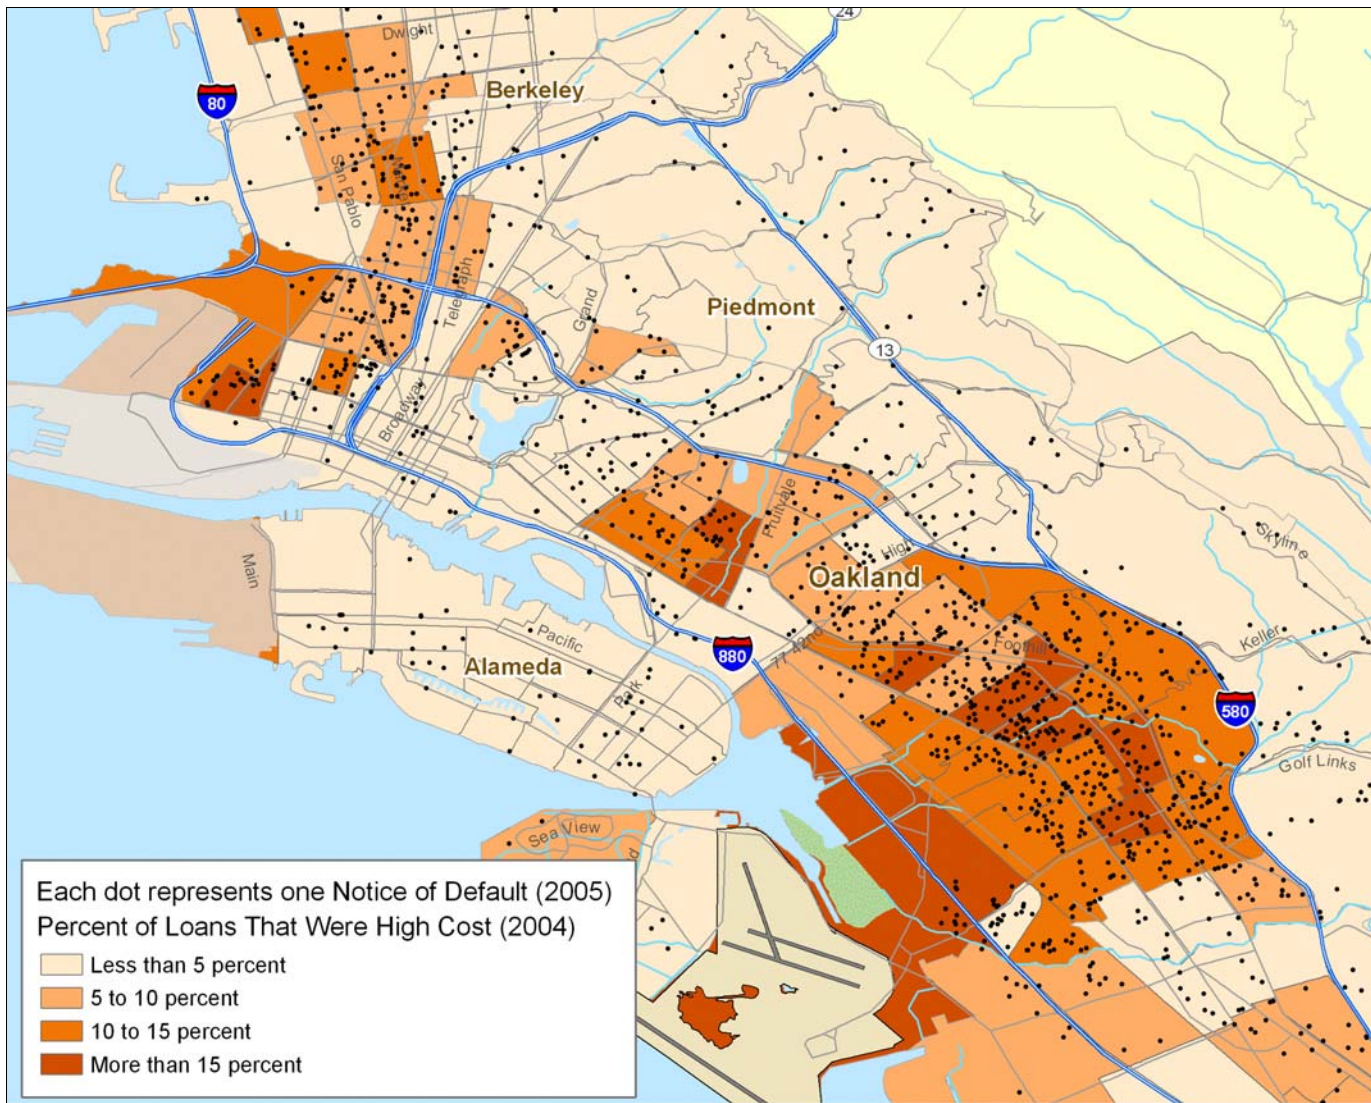 24
Dwight
Berkeley
80
San Pablo
Market
Telegraph
Grand
Piedmont
13
Broadway
Fruitvale
High
Oakland
Skyline
Main
Pacific
Alameda
Park
880
77 42nd
Foothill
Keller
580
Golf Links
Sea View
Each dot represents one Notice of Default (2005)
Percent of Loans That Were High Cost (2004)
Less than 5 percent
5 to 10 percent
10 to 15 percent
More than 15 percent